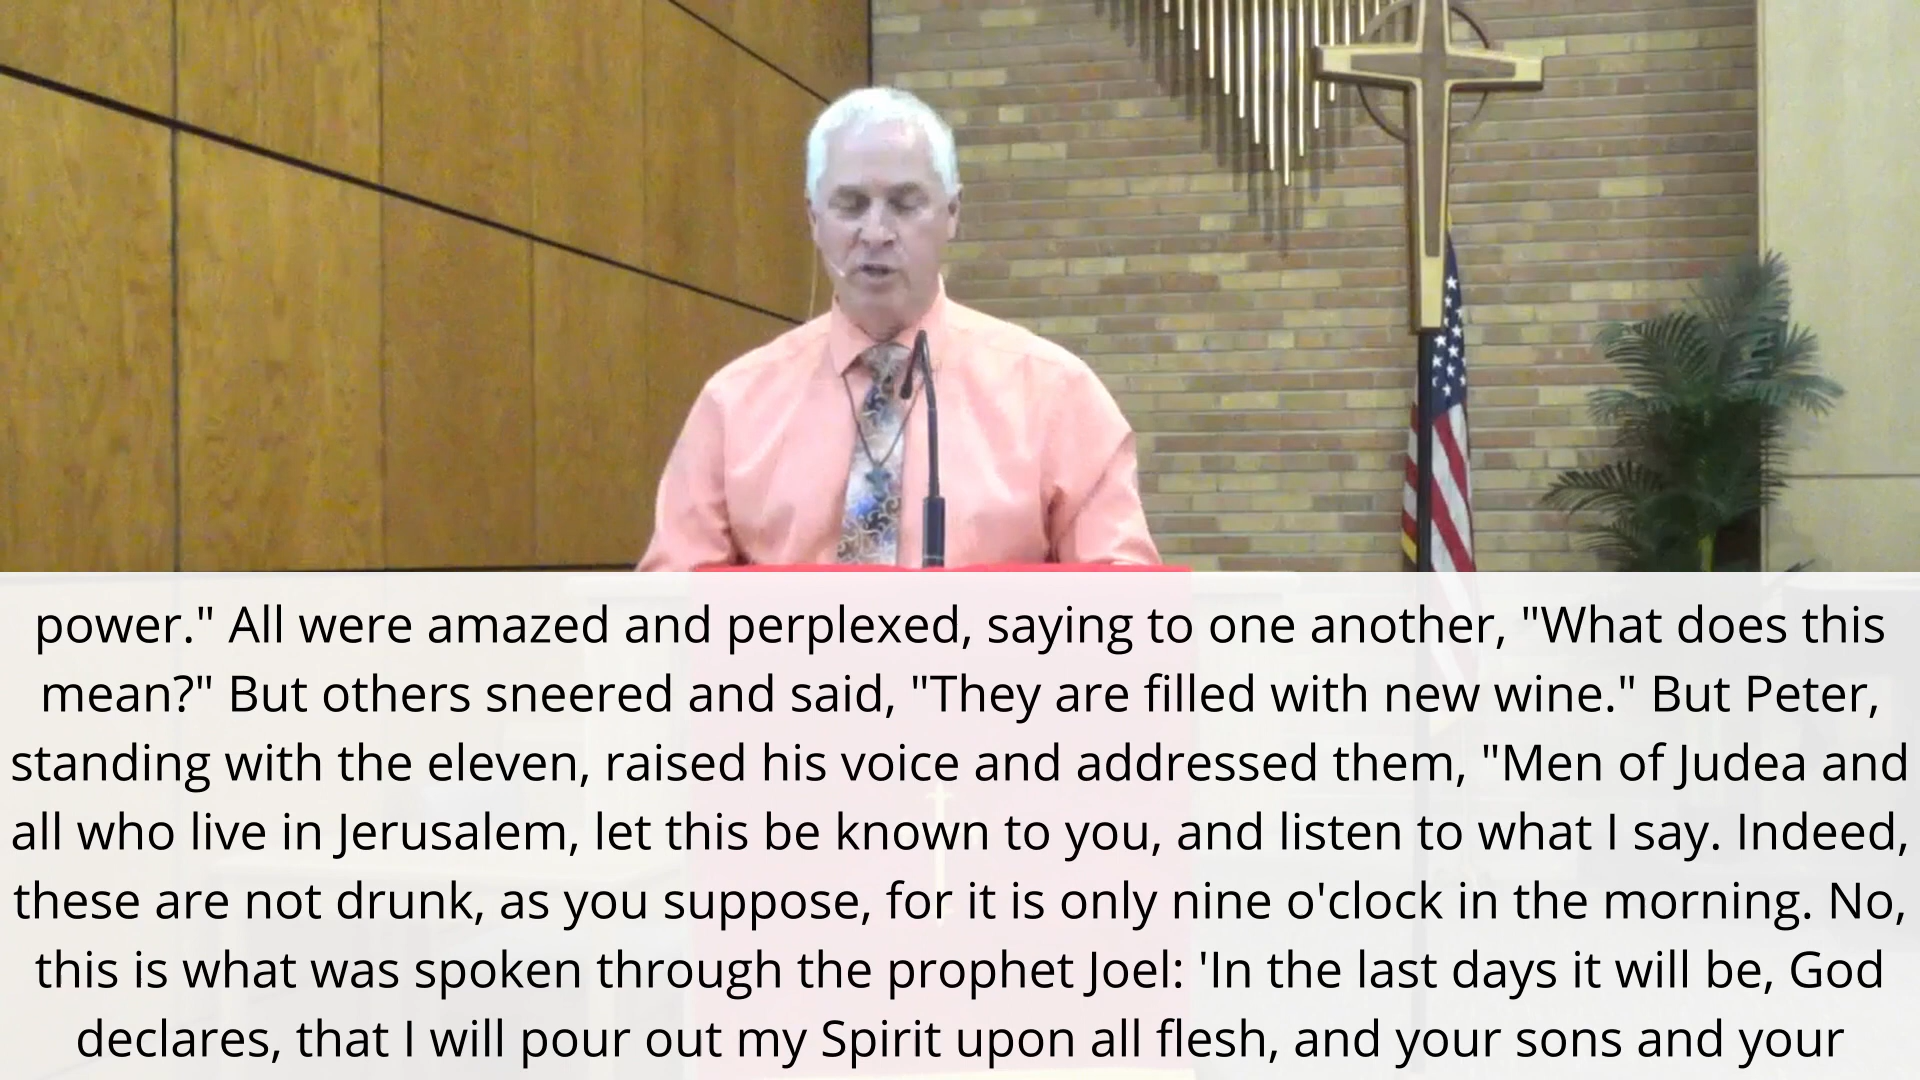 power." All were amazed and perplexed, saying to one another, "What does this
mean?" But others sneered and said, "They are filled with new wine." But Peter,
standing with the eleven, raised his voice and addressed them, "Men of Judea and
all who live in Jerusalem, let this be known to you, and listen to what I say. Indeed,
these are not drunk, as you suppose, for it is only nine o'clock in the morning. No,
this is what was spoken through the prophet Joel: 'In the last days it will be, God
declares, that I will pour out my Spirit upon all flesh, and your sons and your